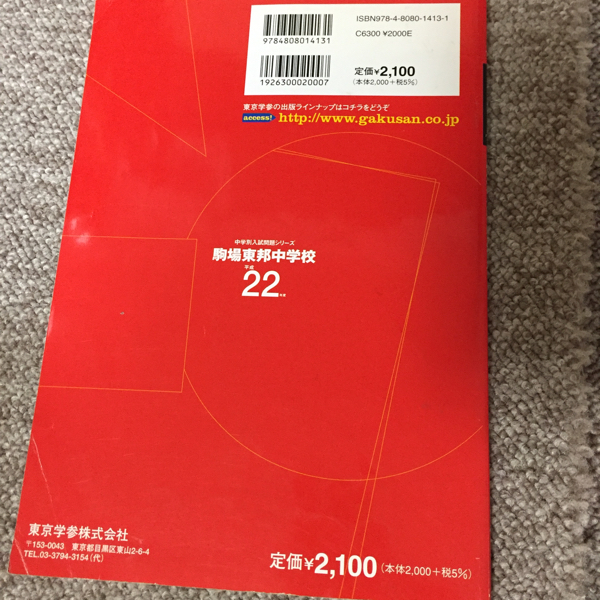 ISBN978-4-8080-1413-1
9784808014131
C6300 ¥2000E
定価¥2,100
(本体2,000+税5%)
1926300020007
東京学参の出版ラインナップはコチラをどうぞ
access! http://www.gakusan.co.jp
中学別入試問題シリーズ
駒場東邦中学校
平成
22年度
東京学参株式会社
〒153-0043 東京都目黒区東山2-6-4
TEL.03-3794-3154(代)
定価¥2,100(本体2,000+税5%)